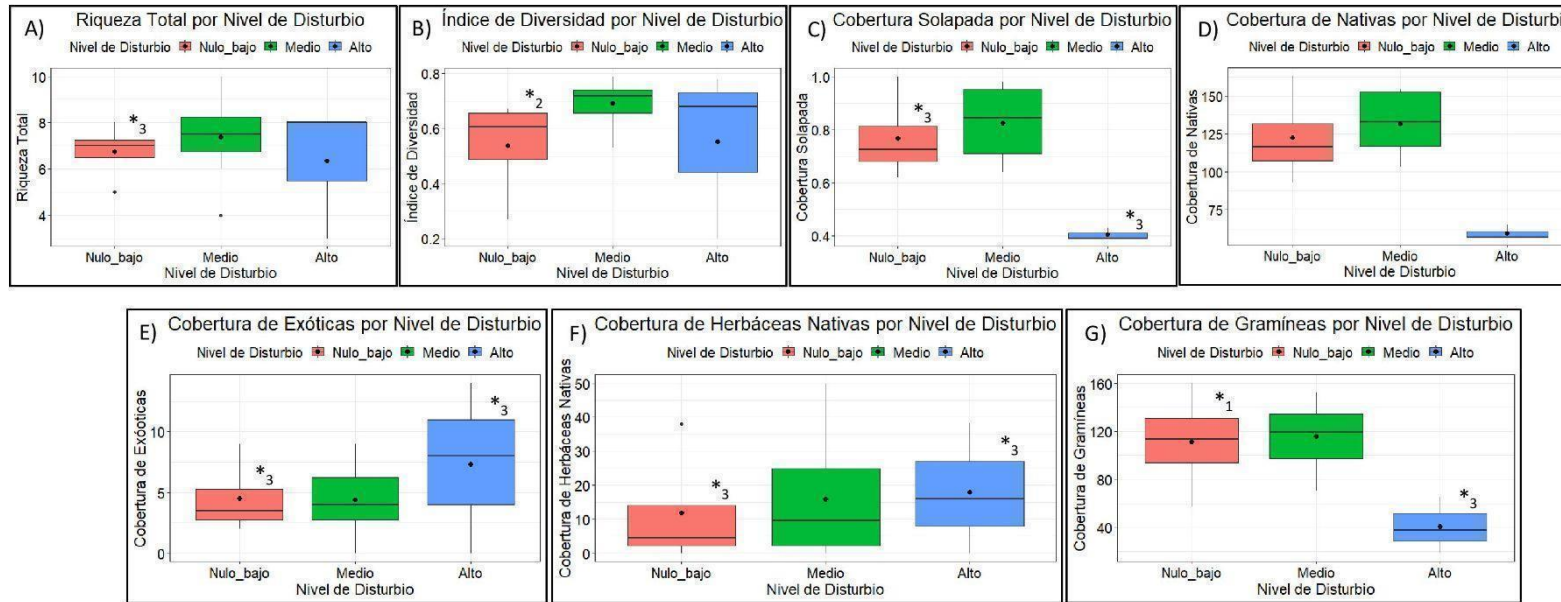 A) Riqueza Total por Nivel de Disturbio
Nivel de Disturbio Nulo_bajo Medio Alto
Riqueza Total
10
8
6
4
*3
Nulo_bajo Medio Alto
Nivel de Disturbio
B) Índice de Diversidad por Nivel de Disturbio
Nivel de Disturbio Nulo_bajo Medio Alto
Índice de Diversidad
0.8
0.6
0.4
0.2
*2
Nulo_bajo Medio Alto
Nivel de Disturbio
C) Cobertura Solapada por Nivel de Disturbio
Nivel de Disturbio Nulo_bajo Medio Alto
Cobertura Solapada
1.0
0.8
0.6
0.4
*3
*3
Nulo_bajo Medio Alto
Nivel de Disturbio
D) Cobertura de Nativas por Nivel de Disturbi
Nivel de Disturbio Nulo_bajo Medio Alto
Cobertura de Nativas
150
125
100
75
Nulo_bajo Medio Alto
Nivel de Disturbio
E) Cobertura de Exóticas por Nivel de Disturbio
Nivel de Disturbio Nulo_bajo Medio Alto
Cobertura de Exóoticas
10
5
0
*3
*3
Nulo_bajo Medio Alto
Nivel de Disturbio
F) Cobertura de Herbáceas Nativas por Nivel de Disturbio
Nivel de Disturbio Nulo_bajo Medio Alto
Cobertura de Herbáceas Nativas
50
40
30
20
10
0
*3
*3
Nulo_bajo Medio Alto
Nivel de Disturbio
G) Cobertura de Gramíneas por Nivel de Disturbio
Nivel de Disturbio Nulo_bajo Medio Alto
Cobertura de Gramíneas
160
120
80
40
*1
*3
Nulo_bajo Medio Alto
Nivel de Disturbio